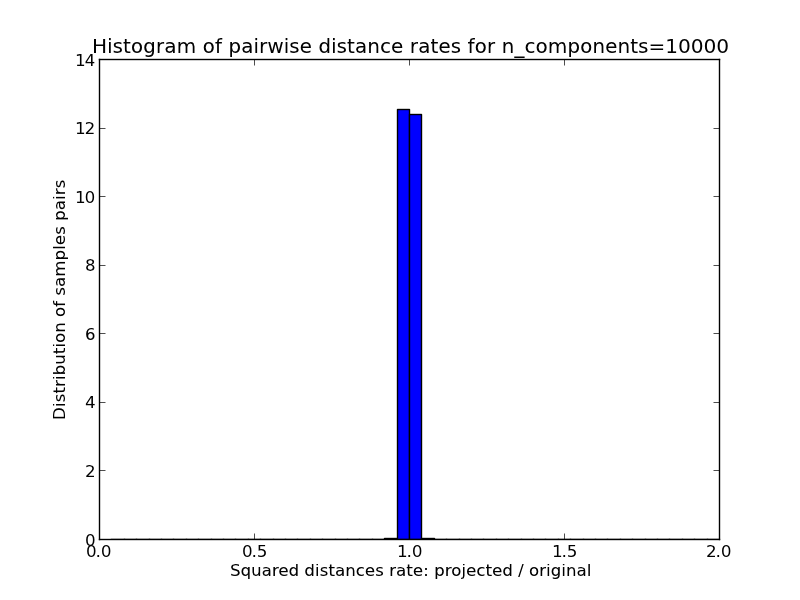 Histogram of pairwise distance rates for n_components=10000
14
12
10
8
6
4
2
0
Distribution of samples pairs
0.0 0.5 1.0 1.5 2.0
Squared distances rate: projected / original